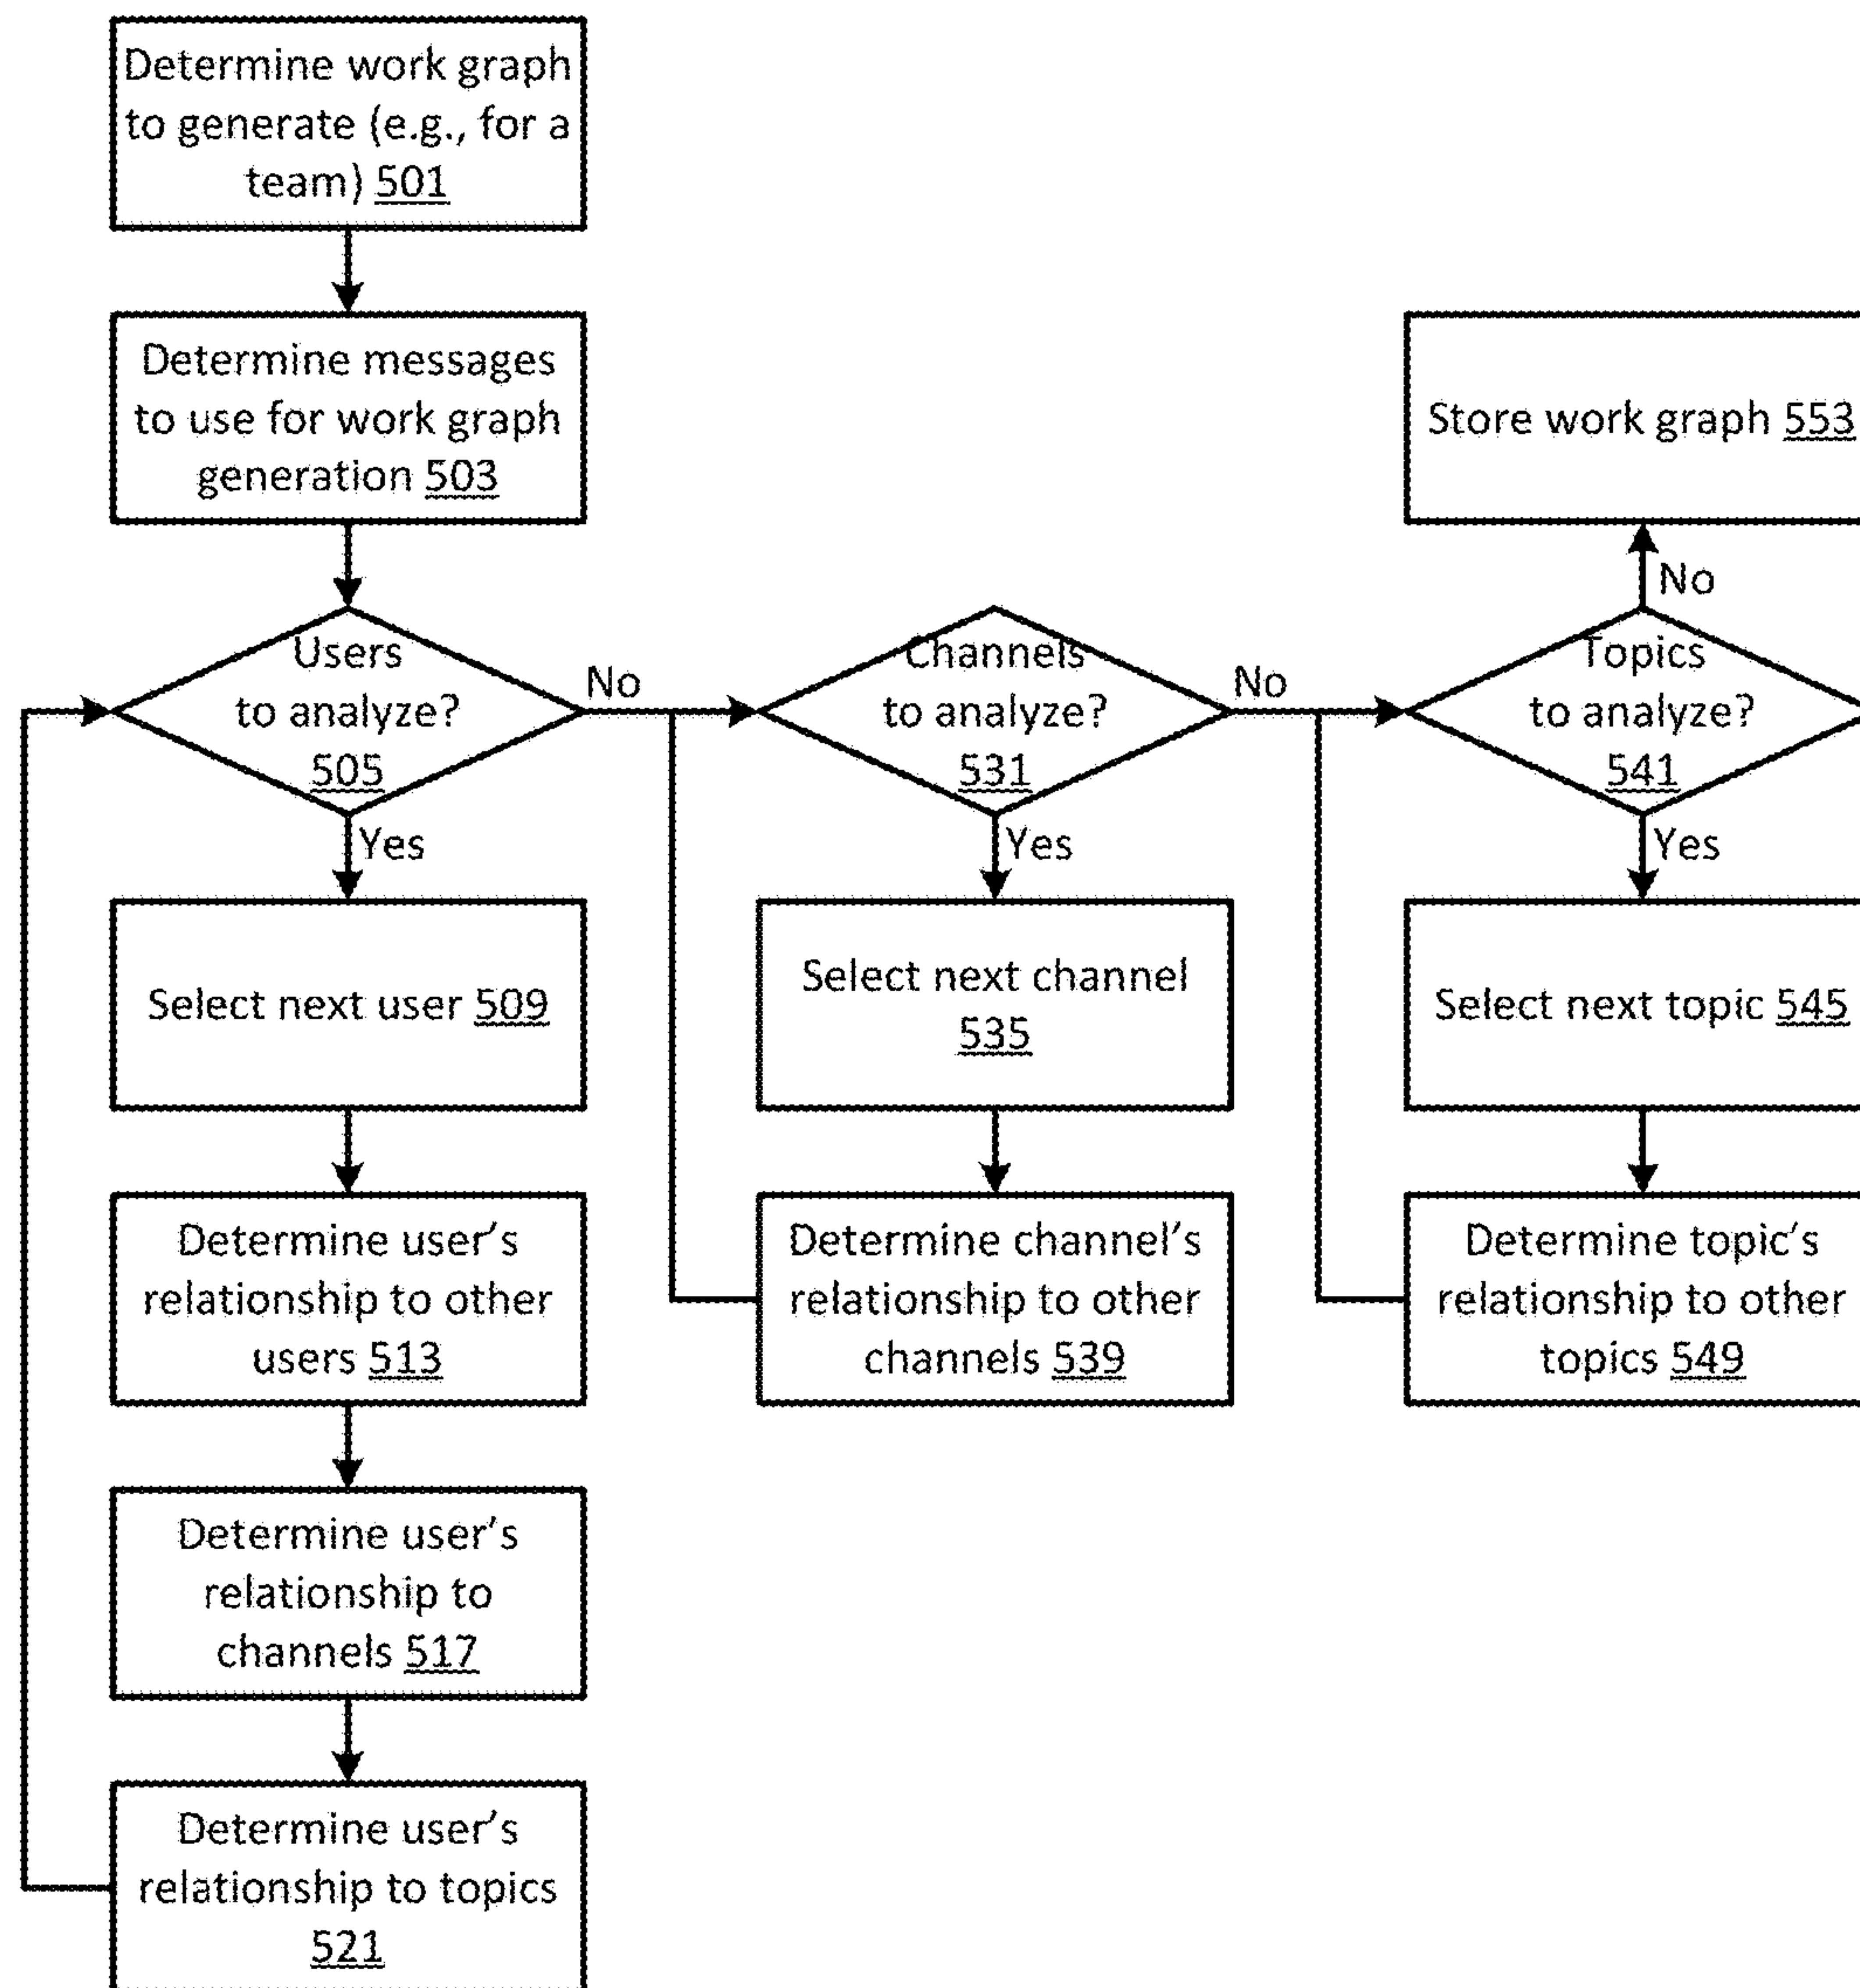 Determine work graph
to generate (e.g., for a
team) 501
Determine messages
to use for work graph
generation 503
Store work graph 553
No
Users
to analyze?
505
No
Channels
to analyze?
531
No
Topics
to analyze?
541
Yes
Yes
Yes
Select next user 509
Select next channel
535
Select next topic 545
Determine user's
relationship to other
users 513
Determine channel's
relationship to other
channels 539
Determine topic's
relationship to other
topics 549
Determine user's
relationship to
channels 517
Determine user's
relationship to topics
521